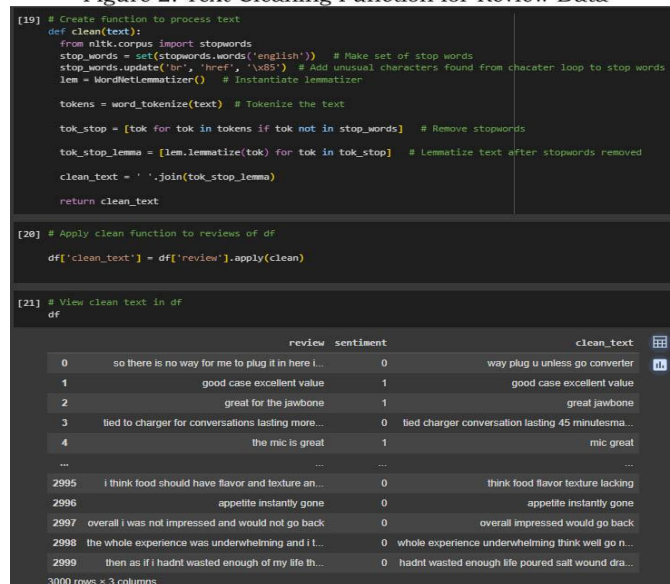 Figure 2: Text Cleaning Function for Review Data
[19] # Create function to process text
def clean(text):
from nltk.corpus import stopwords
stop_words = set(stopwords.words('english')) # Make set of stop words
stop_words.update('br', 'href', '\x85') # Add unusual characters found from chacater loop to stop words
lem = WordNetLemmatizer() # Instantiate lemmatizer
tokens = word_tokenize(text) # Tokenize the text
tok_stop = [tok for tok in tokens if tok not in stop_words] # Remove stopwords
tok_stop_lemma = [lem.lemmatize(tok) for tok in tok_stop] # Lemmatize text after stopwords removed
clean_text = ' '.join(tok_stop_lemma)
return clean_text
[20] # Apply clean function to reviews of df
df['clean_text'] = df['review'].apply(clean)
[21] # View clean text in df
df
review sentiment clean_text
0 so there is no way for me to plug it in here i... 0 way plug u unless go converter
1 good case excellent value 1 good case excellent value
2 great for the jawbone 1 great jawbone
3 tied to charger for conversations lasting more... 0 tied charger conversation lasting 45 minutesma...
4 the mic is great 1 mic great
... ... ... ...
2995 i think food should have flavor and texture an... 0 think food flavor texture lacking
2996 appetite instantly gone 0 appetite instantly gone
2997 overall i was not impressed and would not go back 0 overall impressed would go back
2998 the whole experience was underwhelming and i t... 0 whole experience underwhelming think well go n...
2999 then as if i hadnt wasted enough of my life th... 0 hadnt wasted enough life poured salt wound dra...
3000 rows × 3 columns